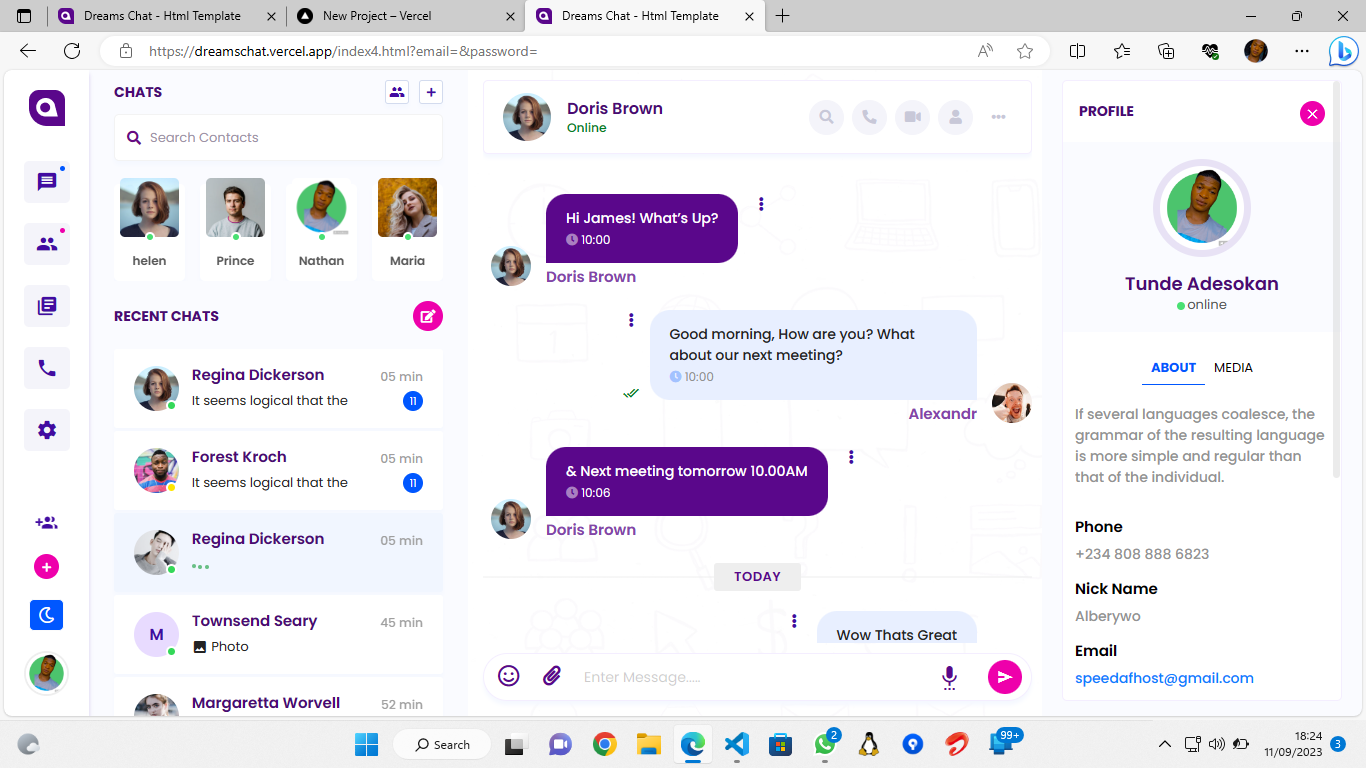 Dreams Chat - Html Template
New Project – Vercel
Dreams Chat - Html Template
https://dreamschat.vercel.app/index4.html?email=&password=
CHATS
Search Contacts
helen
Prince
Nathan
Maria
RECENT CHATS
Regina Dickerson
05 min
It seems logical that the
11
Forest Kroch
05 min
It seems logical that the
11
Regina Dickerson
05 min
M
Townsend Seary
45 min
Photo
Margaretta Worvell
52 min
Doris Brown
Online
Hi James! What’s Up?
10:00
Doris Brown
Good morning, How are you? What
about our next meeting?
10:00
Alexandr
& Next meeting tomorrow 10.00AM
10:06
Doris Brown
TODAY
Wow Thats Great
Enter Message.....
PROFILE
Tunde Adesokan
online
ABOUT
MEDIA
If several languages coalesce, the
grammar of the resulting language
is more simple and regular than
that of the individual.
Phone
+234 808 888 6823
Nick Name
Alberywo
Email
speedafhost@gmail.com
Search
2
99+
18:24
11/09/2023
3